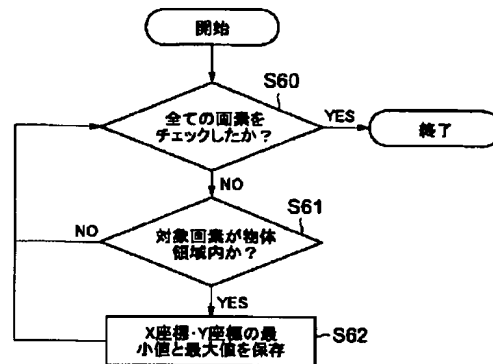 開始
S60
全ての画素を
チェックしたか？
YES
終了
NO
S61
NO
対象画素が物体
領域内か？
YES
X座標・Y座標の最
小値と最大値を保存
S62